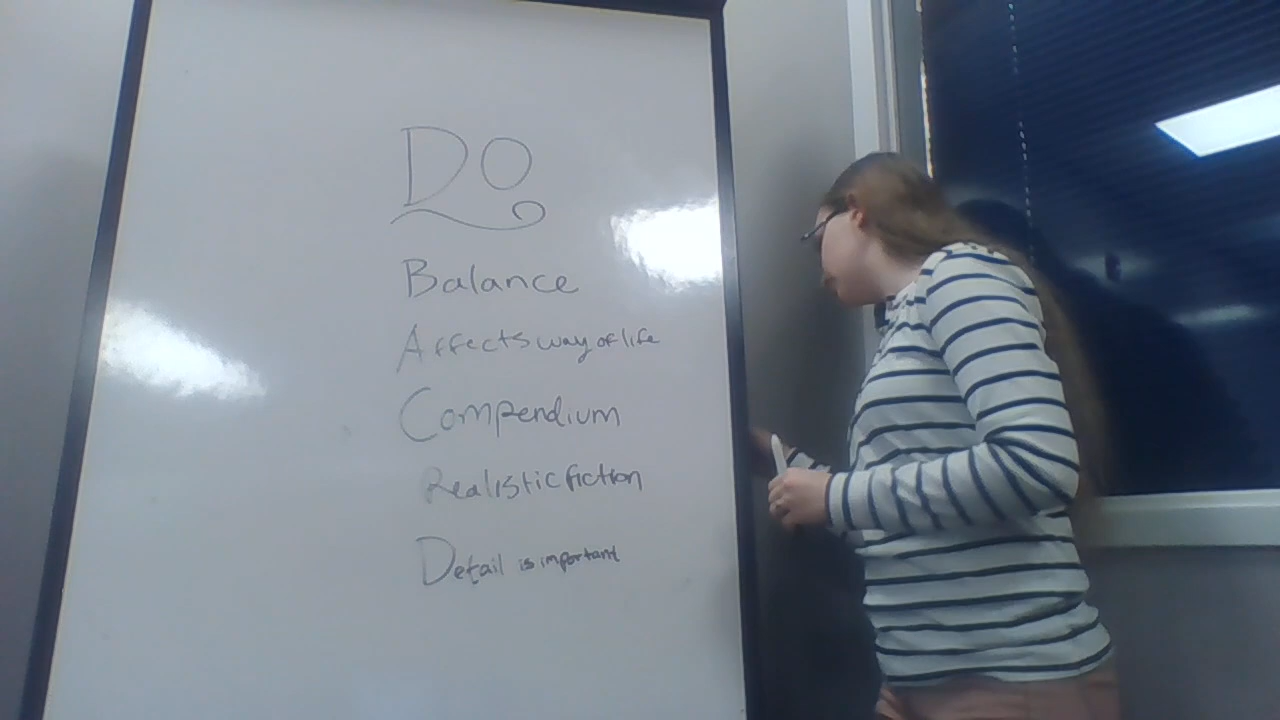 DO
Balance
Affects way of life
Compendium
Realistic fiction
Detail is important